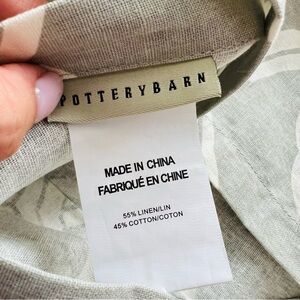 POTTERYBARN
MADE IN CHINA
FABRIQUÉ EN CHINE
55% LINEN/LIN
45% COTTON/COTON